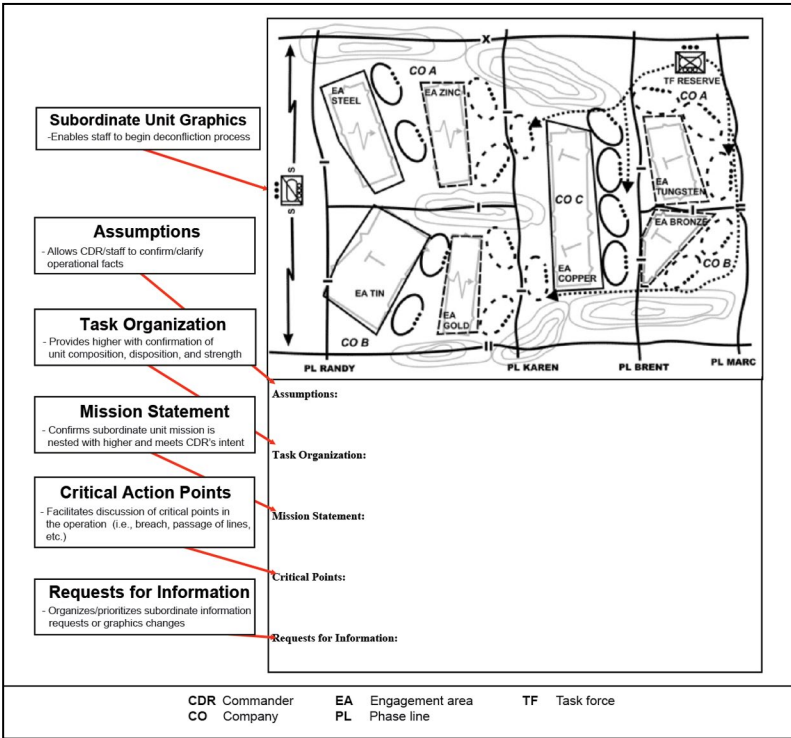 Subordinate Unit Graphics
-Enables staff to begin deconfliction process
Assumptions
- Allows CDR/staff to confirm/clarify
operational facts
Task Organization
- Provides higher with confirmation of
unit composition, disposition, and strength
Mission Statement
- Confirms subordinate unit mission is
nested with higher and meets CDR's intent
Critical Action Points
- Facilitates discussion of critical points in
the operation (i.e., breach, passage of lines,
etc.)
Requests for Information
- Organizes/prioritizes subordinate information
requests or graphics changes
X
CO A
EA
STEEL
EA ZINC
TF RESERVE
CO A
EA
TUNGSTEN
S
S
I
I
I
I
I
I
CO C
EA
COPPER
EA BRONZE
CO B
EA TIN
EA
GOLD
CO B
II
T
T
T
T
PL RANDY
PL KAREN
PL BRENT
PL MARC
Assumptions:
Task Organization:
Mission Statement:
Critical Points:
Requests for Information:
CDR Commander
EA Engagement area
TF Task force
CO Company
PL Phase line